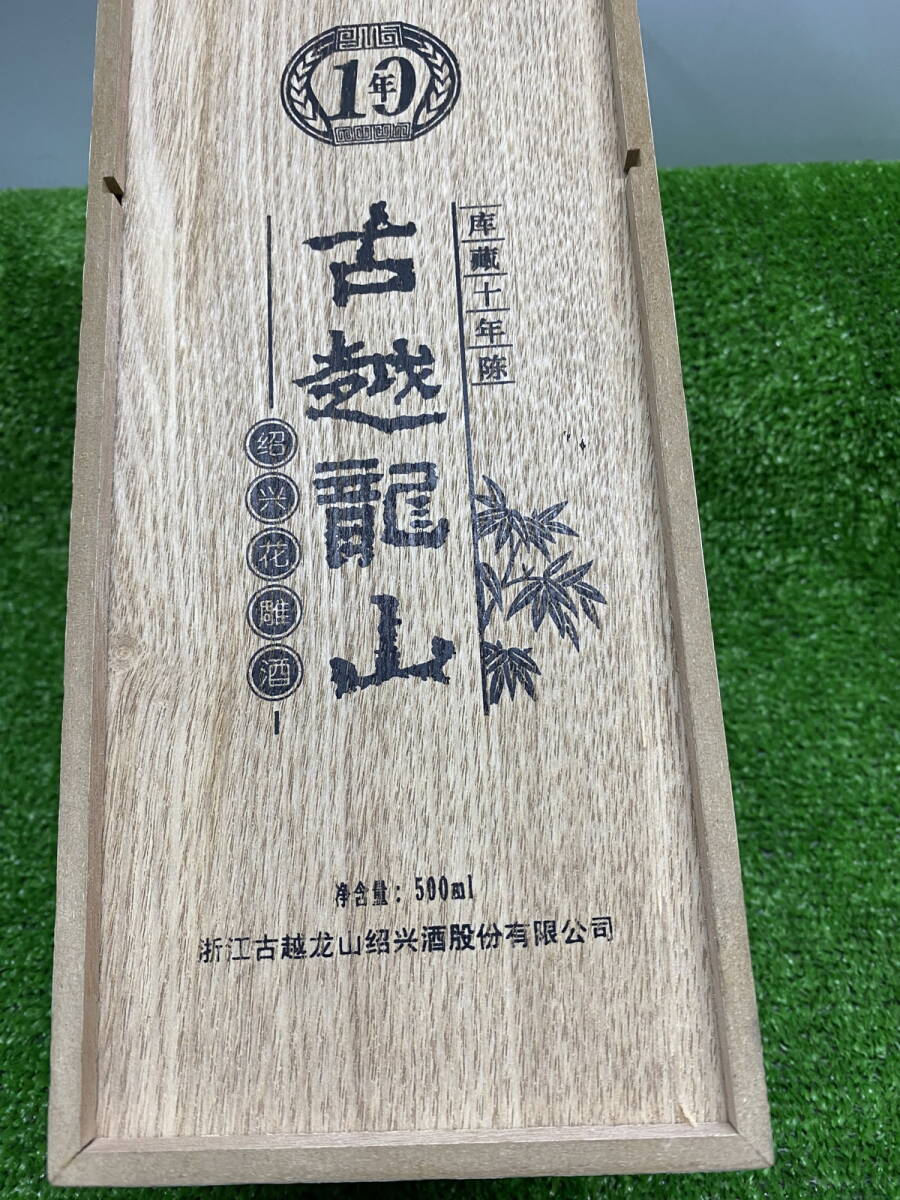 10年
库藏十年陈
古越龍山
绍兴花雕酒
净含量：500ml
浙江古越龙山绍兴酒股份有限公司